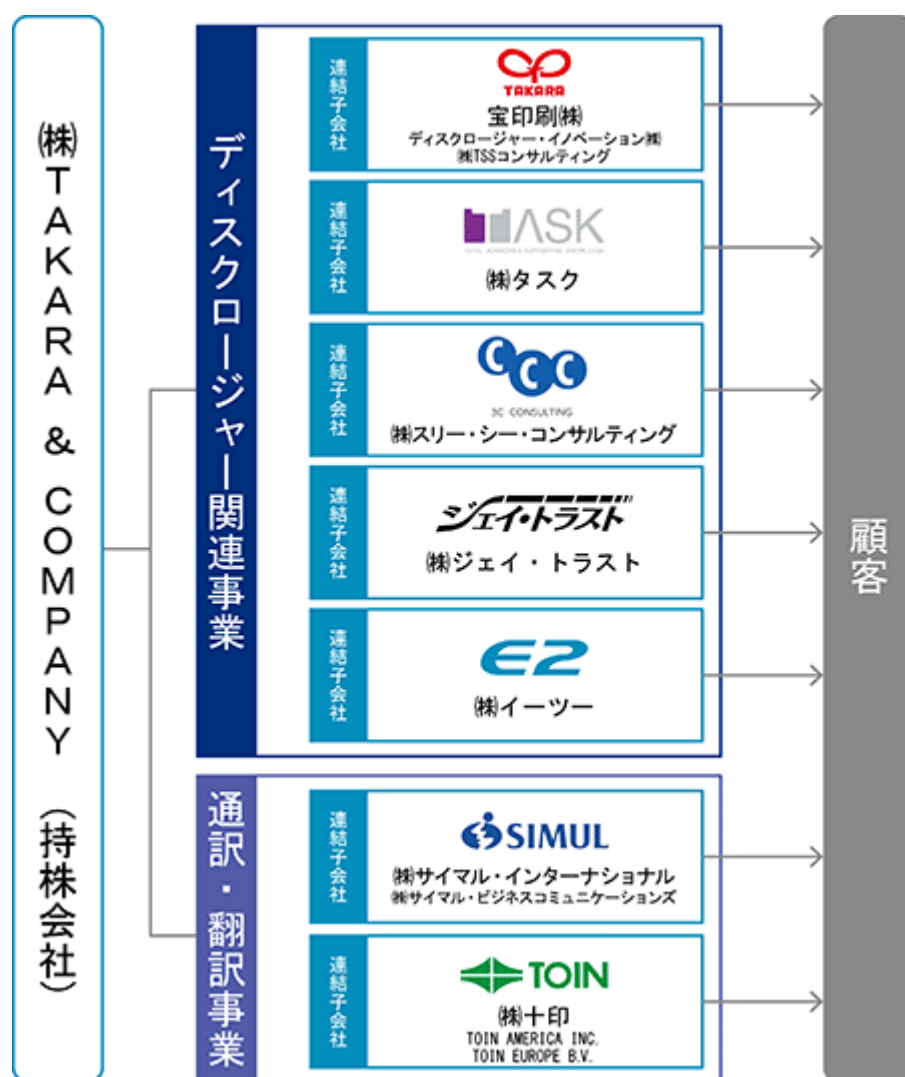 ㈱TAKARA & COMPANY（持株会社）
ディスクロージャー関連事業
連結子会社
TAKARA
宝印刷㈱
ディスクロージャー・イノベーション㈱
㈱TSSコンサルティング
連結子会社
TASK
㈱タスク
連結子会社
CCC
3C CONSULTING
㈱スリー・シー・コンサルティング
連結子会社
ジェイ・トラスト
㈱ジェイ・トラスト
連結子会社
E2
㈱イーツー
通訳・翻訳事業
連結子会社
SIMUL
㈱サイマル・インターナショナル
㈱サイマル・ビジネスコミュニケーションズ
連結子会社
TOIN
㈱十印
TOIN AMERICA INC.
TOIN EUROPE B.V.
顧客